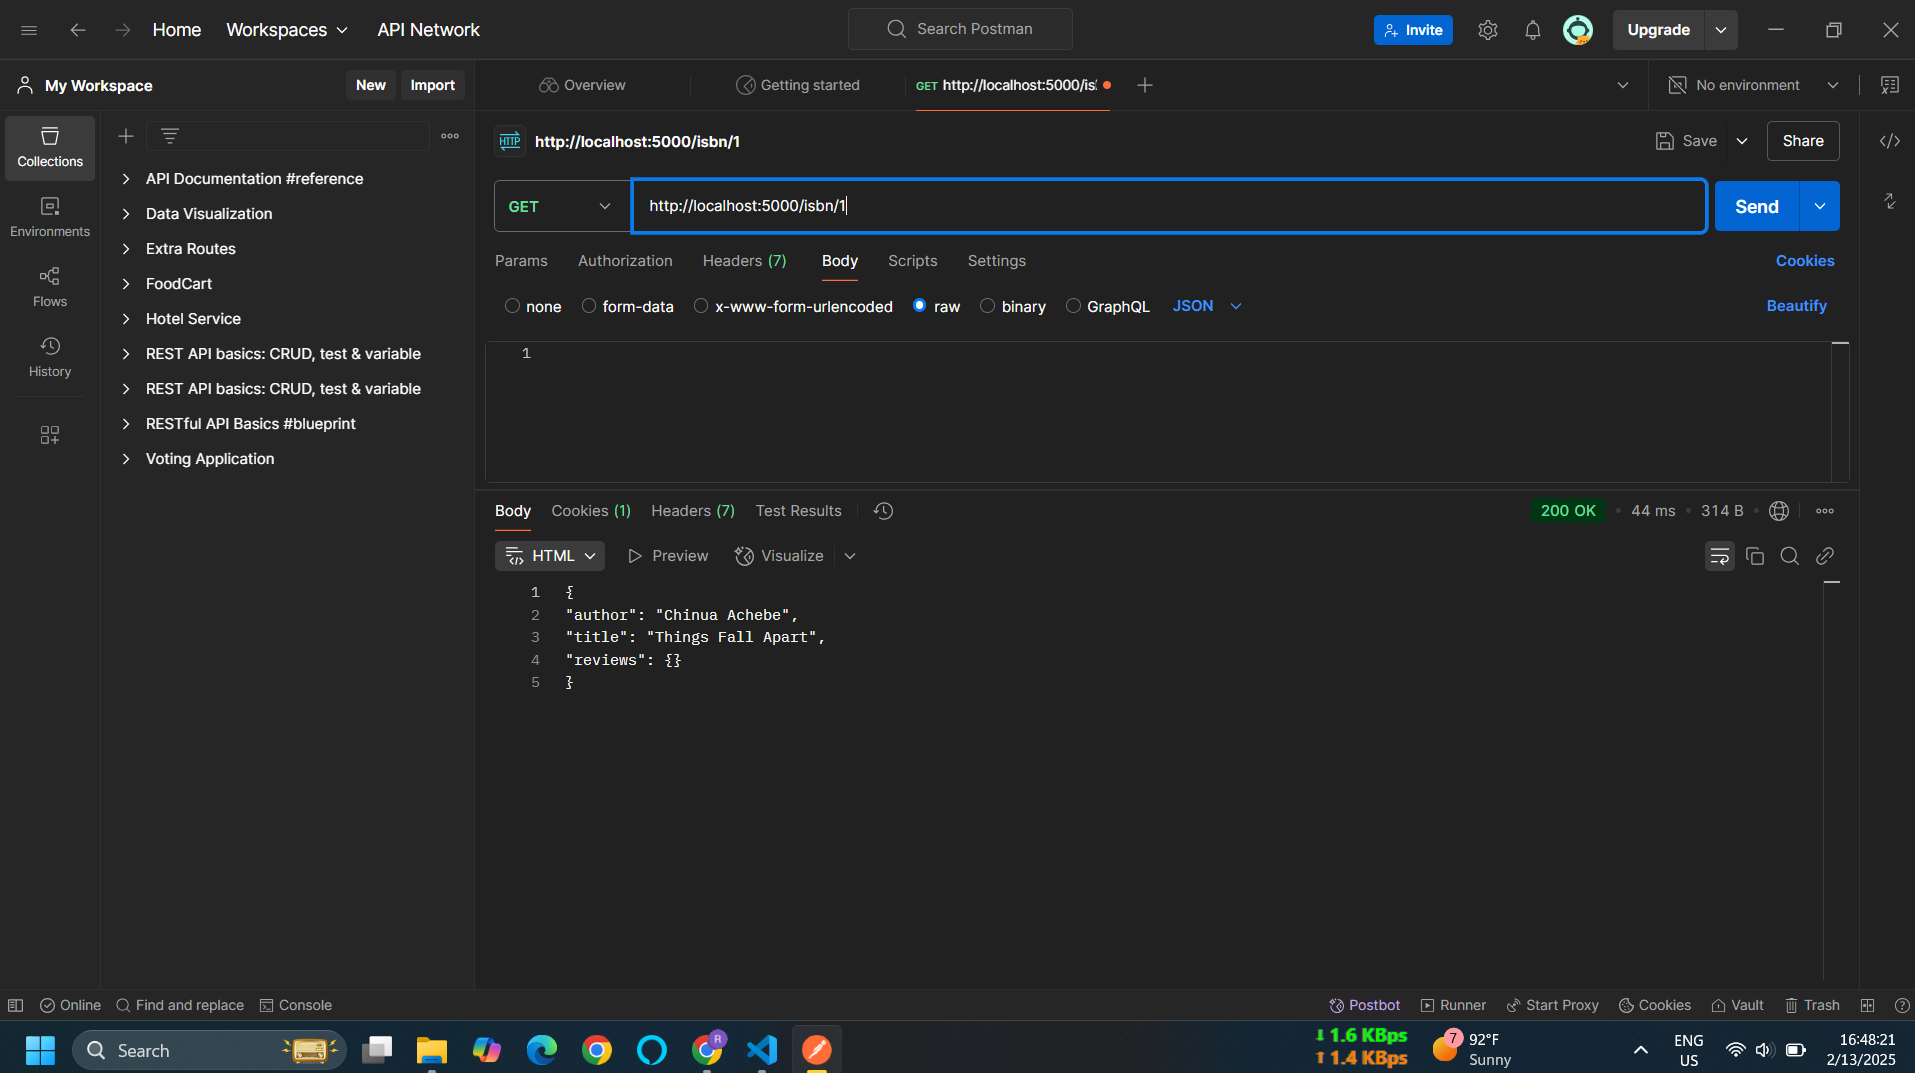 Home
Workspaces
API Network
Search Postman
Invite
Upgrade
My Workspace
New
Import
Overview
Getting started
GET http://localhost:5000/is
No environment
Collections
Environments
Flows
History
API Documentation #reference
Data Visualization
Extra Routes
FoodCart
Hotel Service
REST API basics: CRUD, test & variable
REST API basics: CRUD, test & variable
RESTful API Basics #blueprint
Voting Application
HTTP http://localhost:5000/isbn/1
Save
Share
GET
http://localhost:5000/isbn/1
Send
Params Authorization Headers (7) Body Scripts Settings
Cookies
none form-data x-www-form-urlencoded raw binary GraphQL JSON
Beautify
1
Body Cookies (1) Headers (7) Test Results
200 OK • 44 ms • 314 B
HTML Preview Visualize
1 {
2 "author": "Chinua Achebe",
3 "title": "Things Fall Apart",
4 "reviews": {}
5 }
Online Find and replace Console
Postbot Runner Start Proxy Cookies Vault Trash
Search
R
1.6 KBps
1.4 KBps
7
92°F
Sunny
ENG
US
16:48:21
2/13/2025